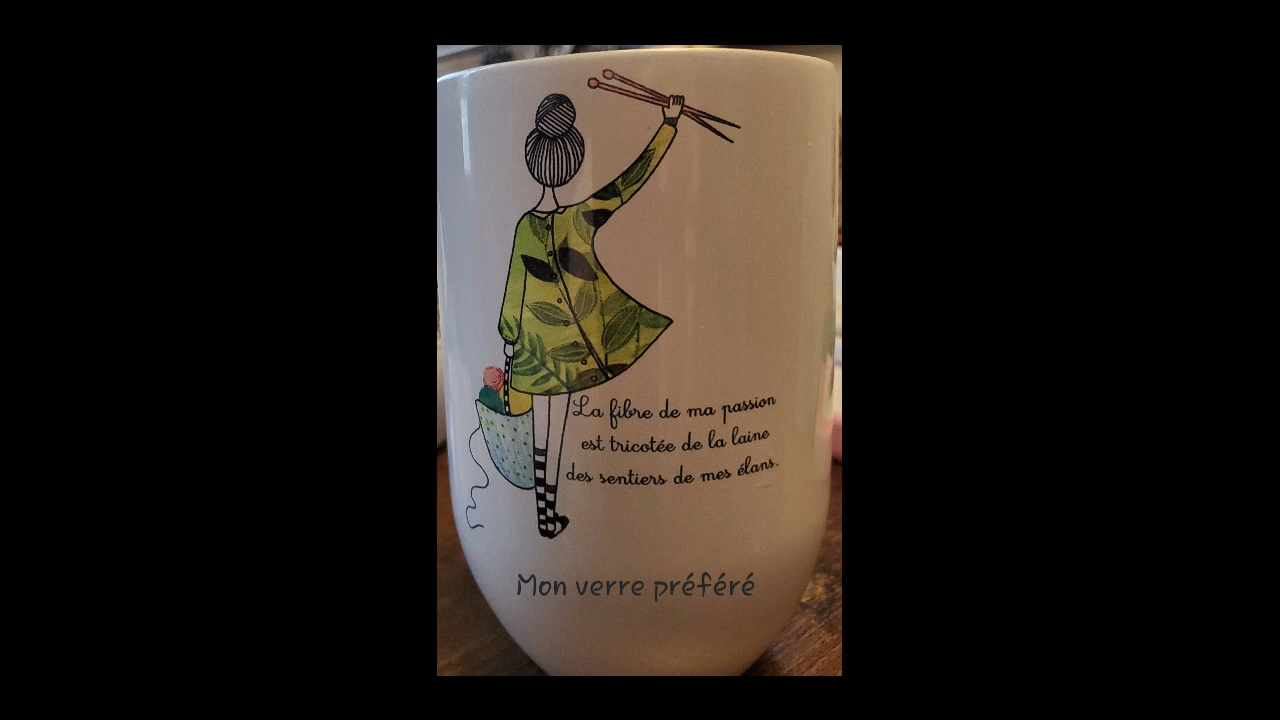 La fibre de ma passion
est tricotée de la laine
des sentiers de mes élans.
Mon verre préféré